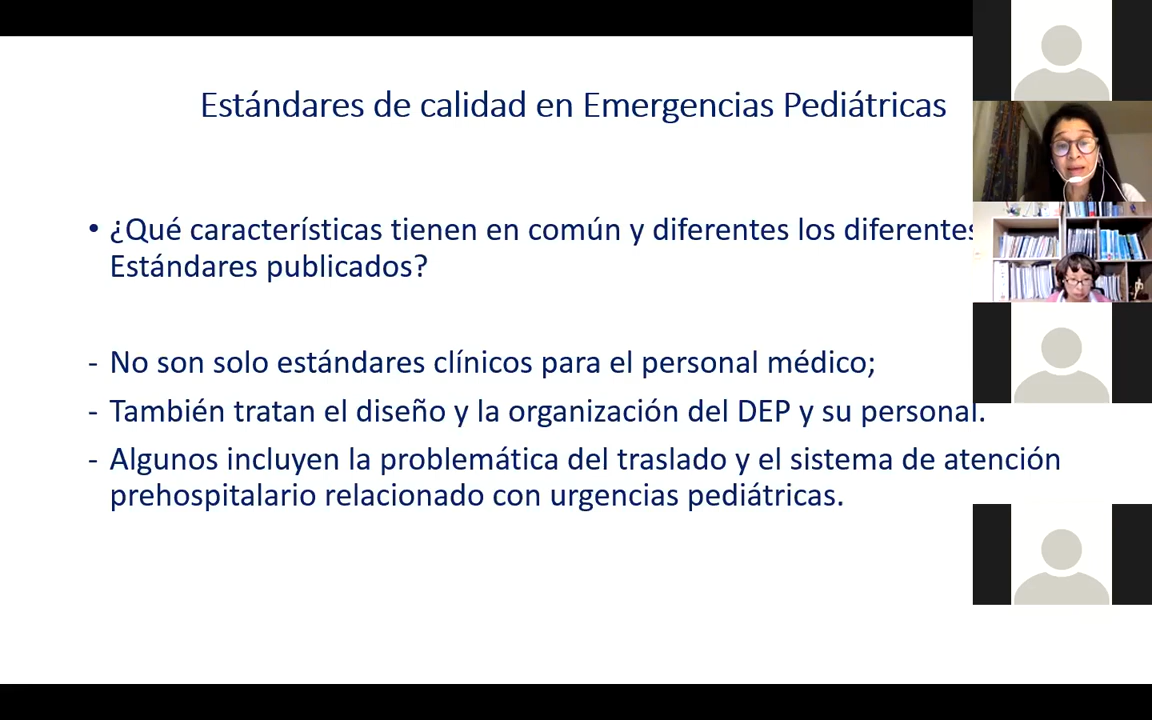 Estándares de calidad en Emergencias Pediátricas
• ¿Qué características tienen en común y diferentes los diferentes
Estándares publicados?
- No son solo estándares clínicos para el personal médico;
- También tratan el diseño y la organización del DEP y su personal.
- Algunos incluyen la problemática del traslado y el sistema de atención
prehospitalario relacionado con urgencias pediátricas.